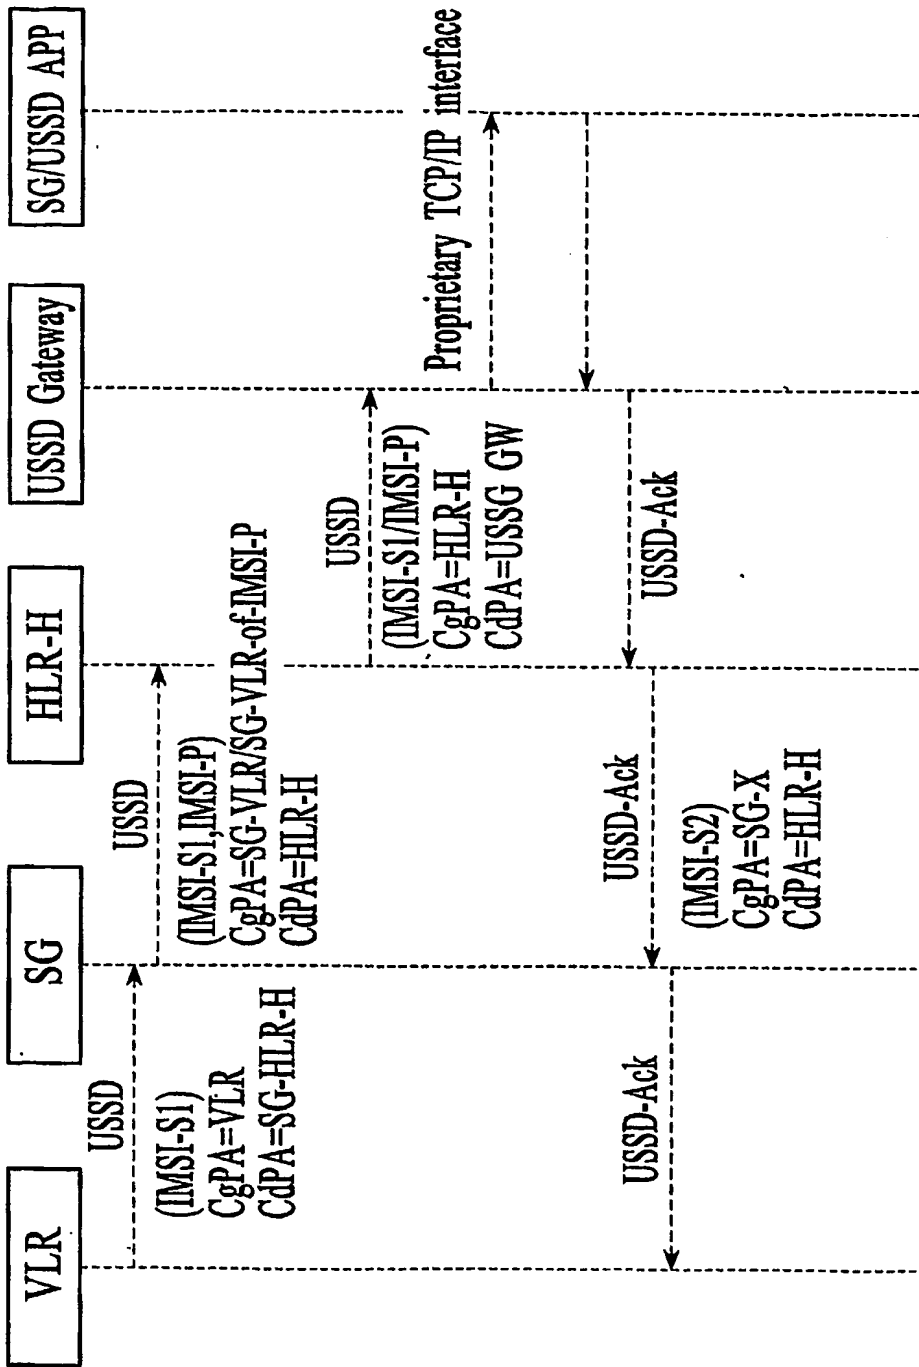 VLR
SG
HLR-H
USSD Gateway
SG/USSD APP
USSD
(IMSI-S1)
CgPA=VLR
CdPA=SG-HLR-H
USSD
(IMSI-S1,IMSI-P)
CgPA=SG-VLR/SG-VLR-of-IMSI-P
CdPA=HLR-H
USSD
(IMSI-S1/IMSI-P)
CgPA=HLR-H
CdPA=USSG GW
Proprietary TCP/IP interface
USSD-Ack
USSD-Ack
(IMSI-S2)
CgPA=SG-X
CdPA=HLR-H
USSD-Ack